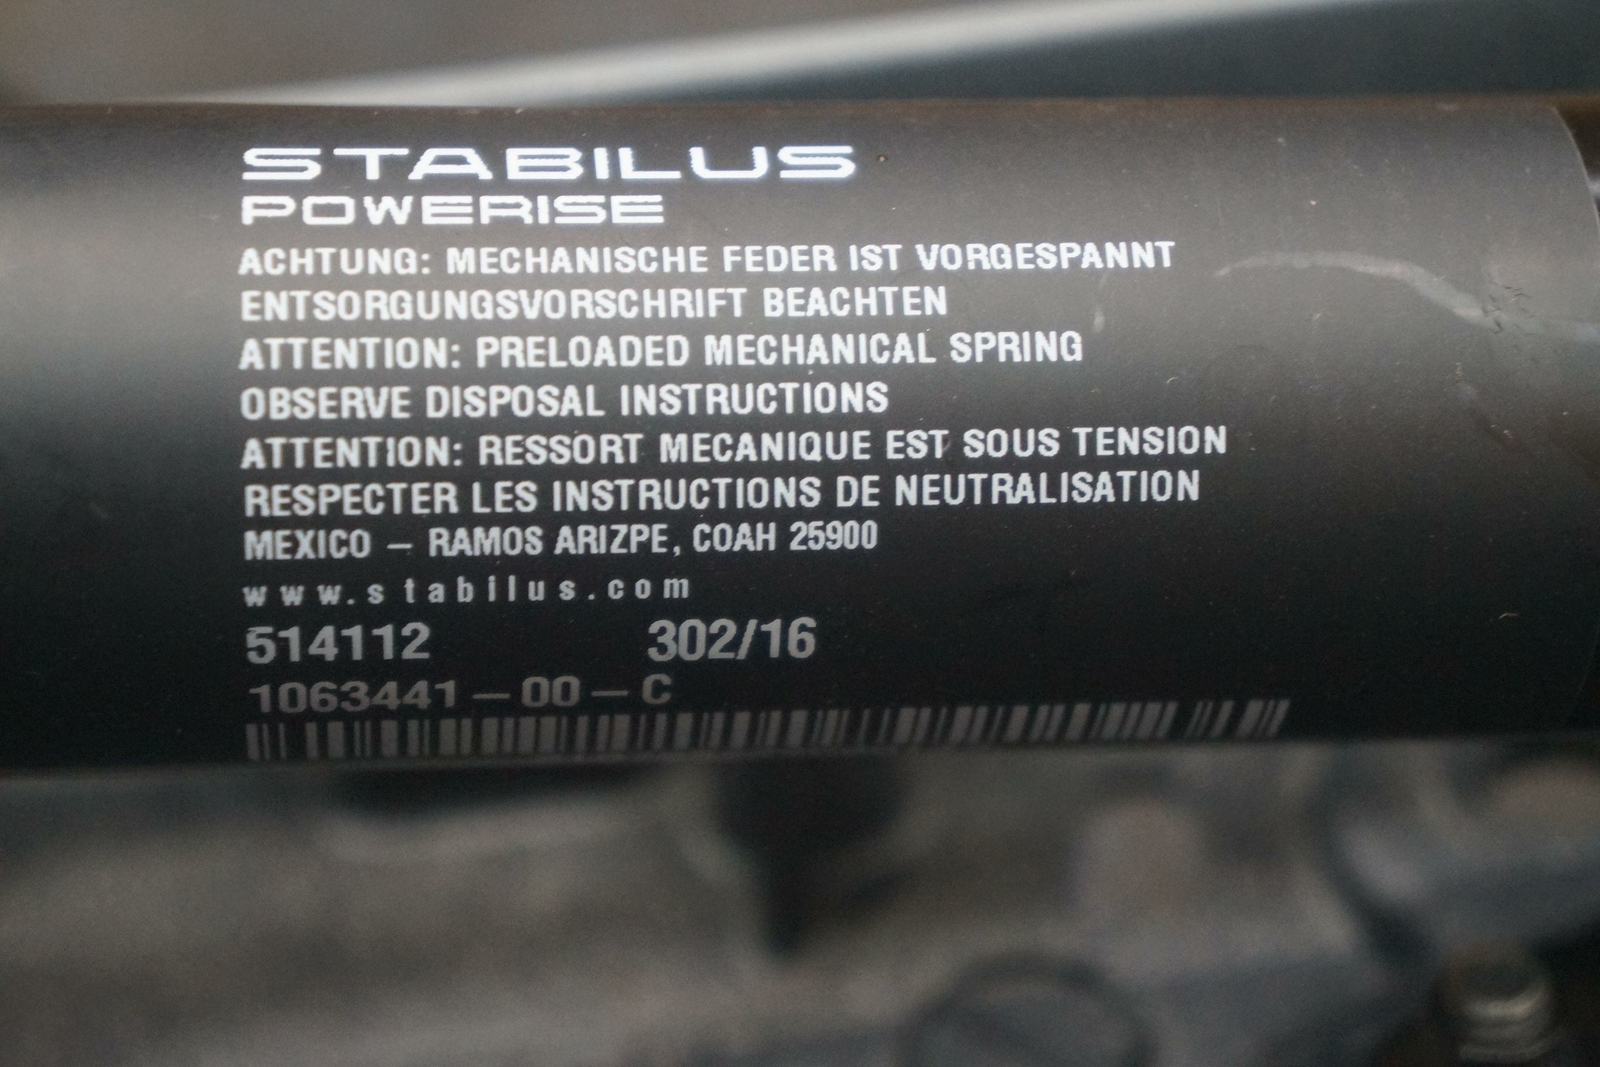 STABILUS
POWERISE
ACHTUNG: MECHANISCHE FEDER IST VORGESPANNT
ENTSORGUNGSVORSCHRIFT BEACHTEN
ATTENTION: PRELOADED MECHANICAL SPRING
OBSERVE DISPOSAL INSTRUCTIONS
ATTENTION: RESSORT MECANIQUE EST SOUS TENSION
RESPECTER LES INSTRUCTIONS DE NEUTRALISATION
MEXICO – RAMOS ARIZPE, COAH 25900
www.stabilus.com
514112 302/16
1063441–00–C